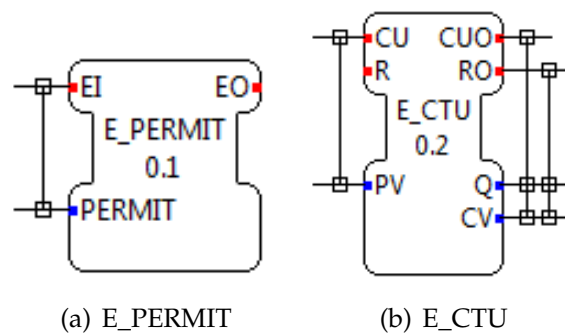 EI EO
E_PERMIT
0.1
PERMIT
CU CUO
R RO
E_CTU
0.2
PV Q
CV
(a) E_PERMIT (b) E_CTU